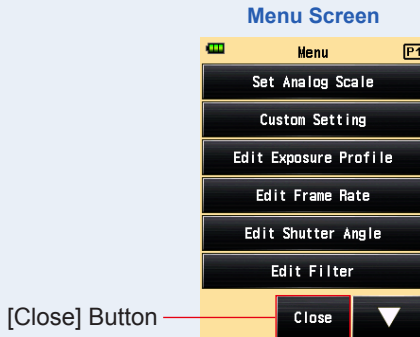 Menu Screen
Menu P1
Set Analog Scale
Custom Setting
Edit Exposure Profile
Edit Frame Rate
Edit Shutter Angle
Edit Filter
[Close] Button Close